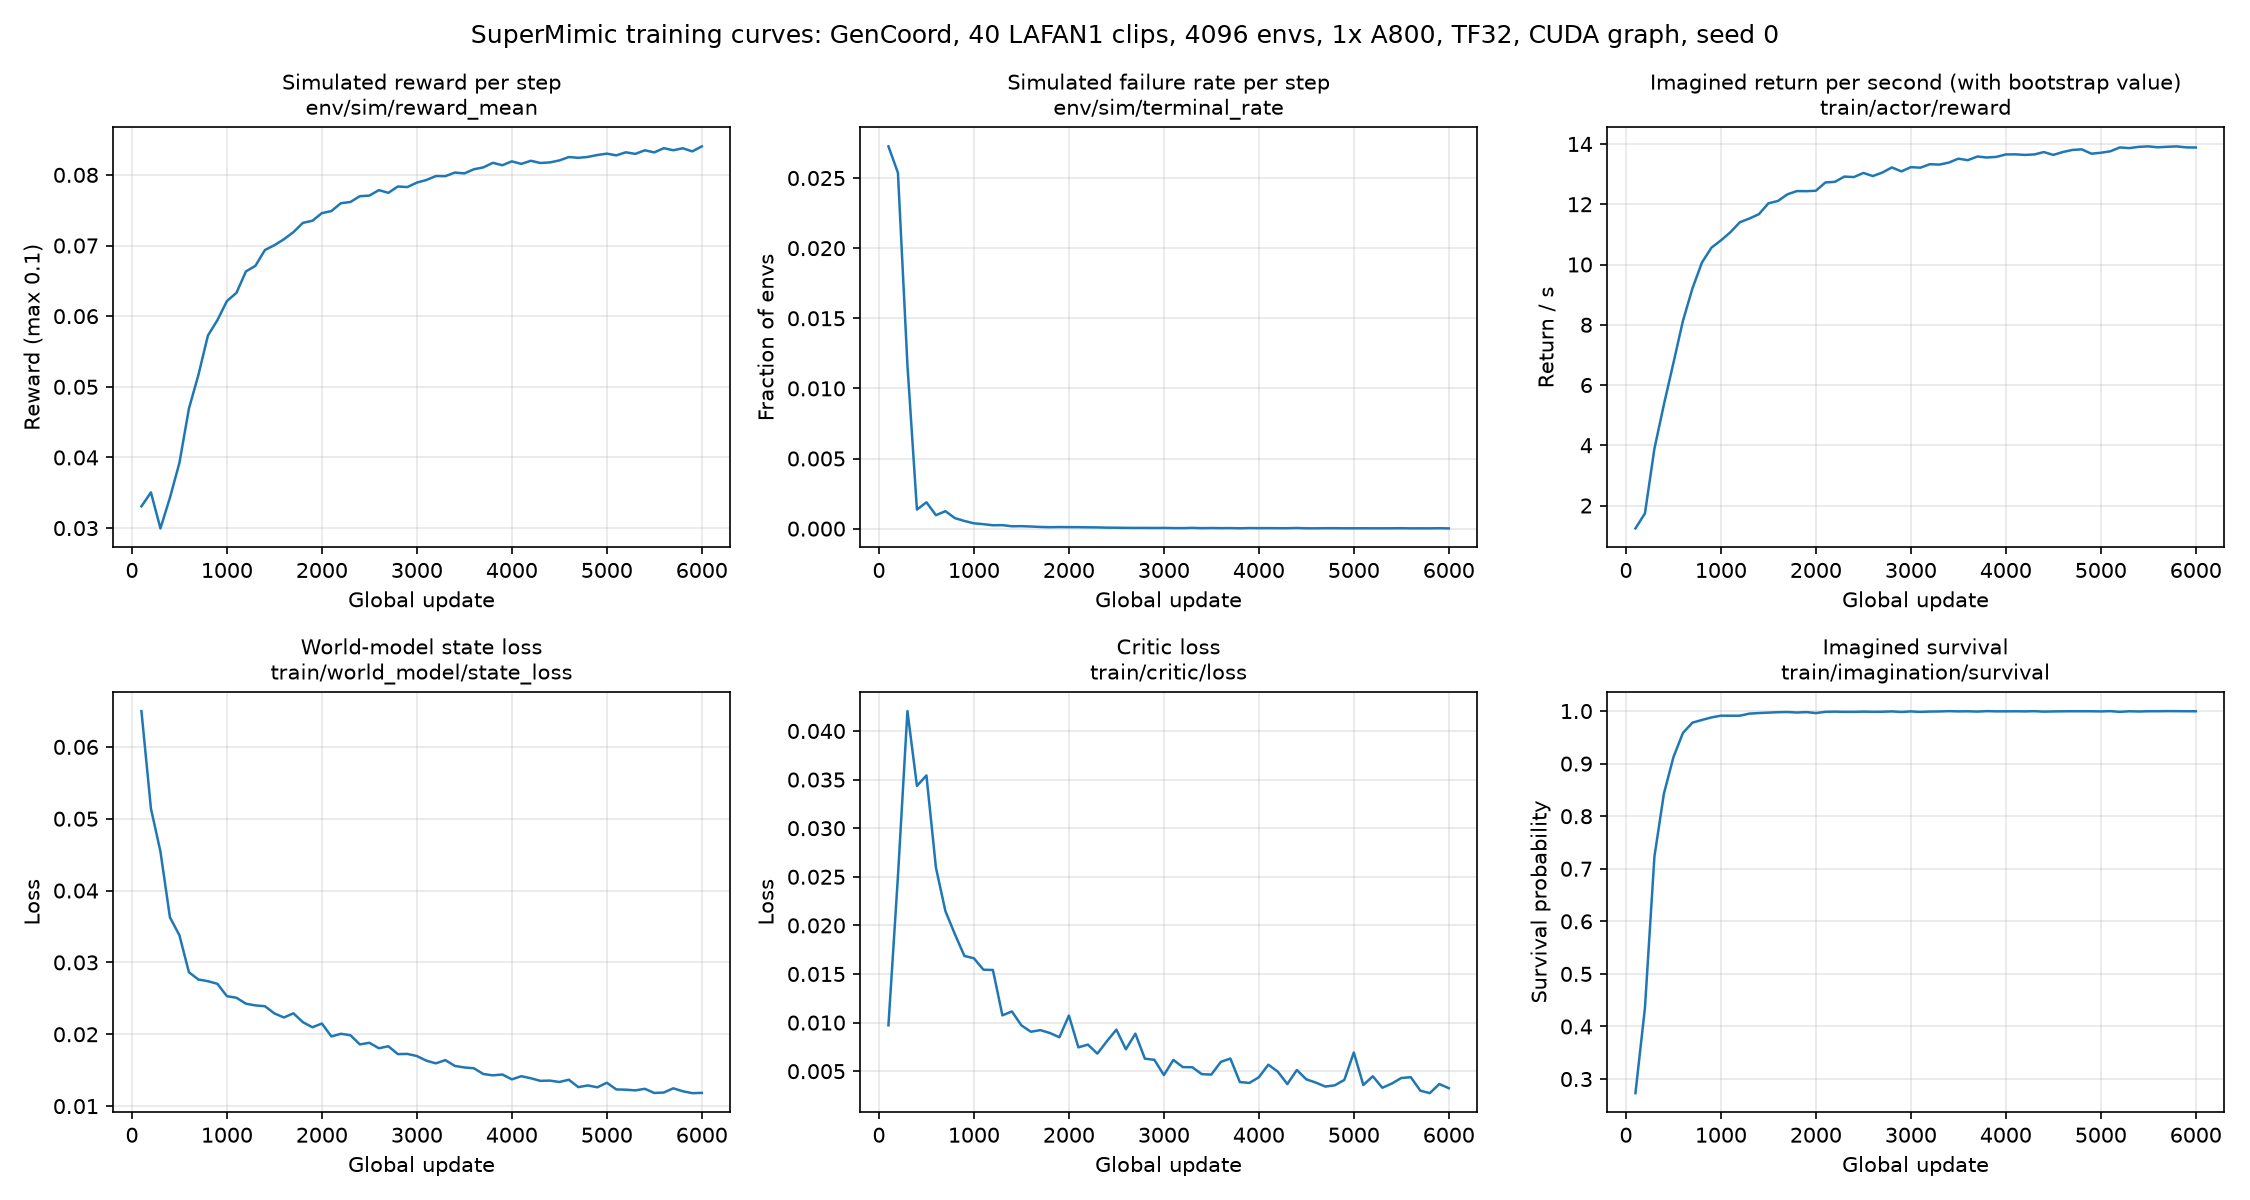 SuperMimic training curves: GenCoord, 40 LAFAN1 clips, 4096 envs, 1x A800, TF32, CUDA graph, seed 0
Simulated reward per step
env/sim/reward_mean
Reward (max 0.1)
0.08
0.07
0.06
0.05
0.04
0.03
0 1000 2000 3000 4000 5000 6000
Global update
Simulated failure rate per step
env/sim/terminal_rate
Fraction of envs
0.025
0.020
0.015
0.010
0.005
0.000
0 1000 2000 3000 4000 5000 6000
Global update
Imagined return per second (with bootstrap value)
train/actor/reward
Return / s
14
12
10
8
6
4
2
0 1000 2000 3000 4000 5000 6000
Global update
World-model state loss
train/world_model/state_loss
Loss
0.06
0.05
0.04
0.03
0.02
0.01
0 1000 2000 3000 4000 5000 6000
Global update
Critic loss
train/critic/loss
Loss
0.040
0.035
0.030
0.025
0.020
0.015
0.010
0.005
0 1000 2000 3000 4000 5000 6000
Global update
Imagined survival
train/imagination/survival
Survival probability
1.0
0.9
0.8
0.7
0.6
0.5
0.4
0.3
0 1000 2000 3000 4000 5000 6000
Global update